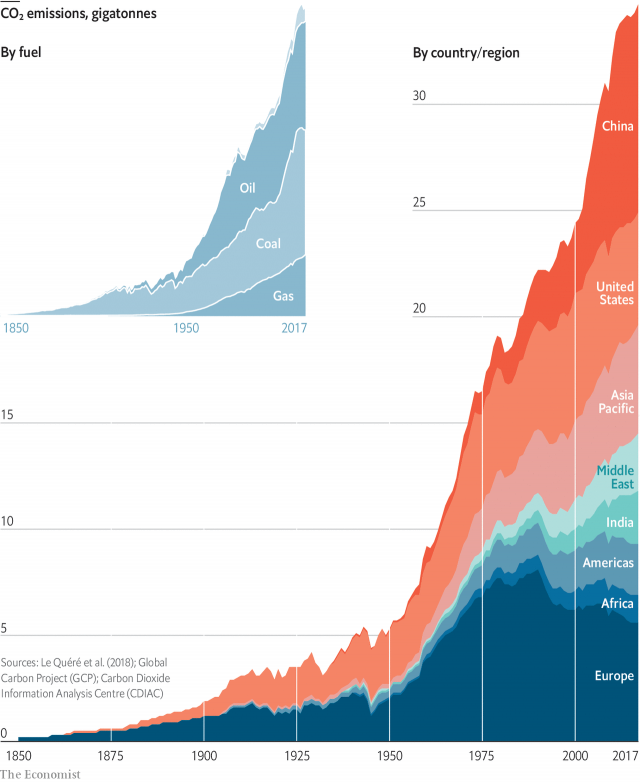 CO₂ emissions, gigatonnes
By fuel
Oil
Coal
Gas
1850
1950
2017
By country/region
30
25
20
15
10
5
0
China
United
States
Asia
Pacific
Middle
East
India
Americas
Africa
Europe
Sources: Le Quéré et al. (2018); Global
Carbon Project (GCP); Carbon Dioxide
Information Analysis Centre (CDIAC)
1850
1875
1900
1925
1950
1975
2000
2017
The Economist